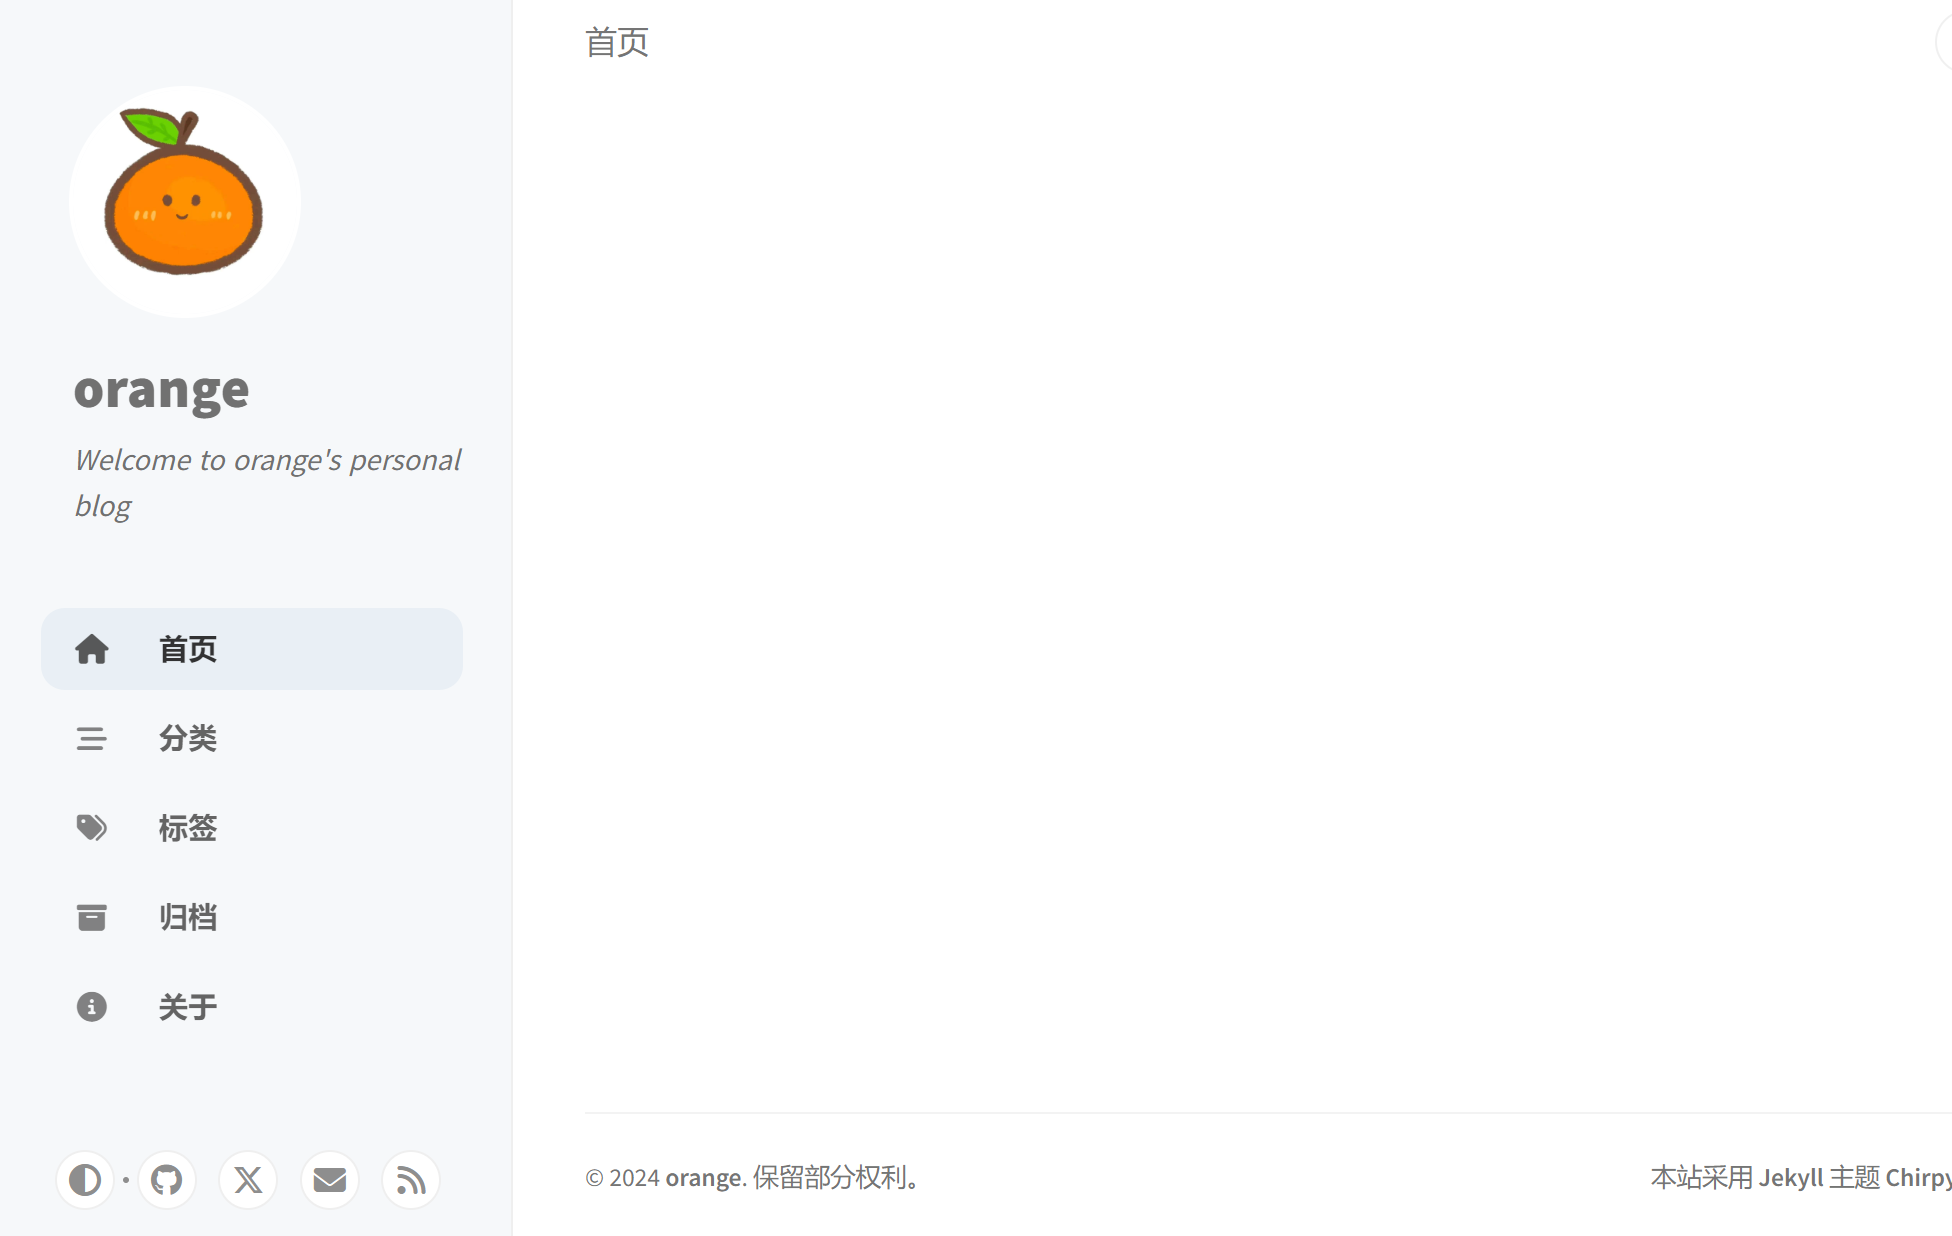 orange
Welcome to orange's personal
blog
首页
分类
标签
归档
关于
首页
© 2024 orange. 保留部分权利。
本站采用 Jekyll 主题 Chirpy